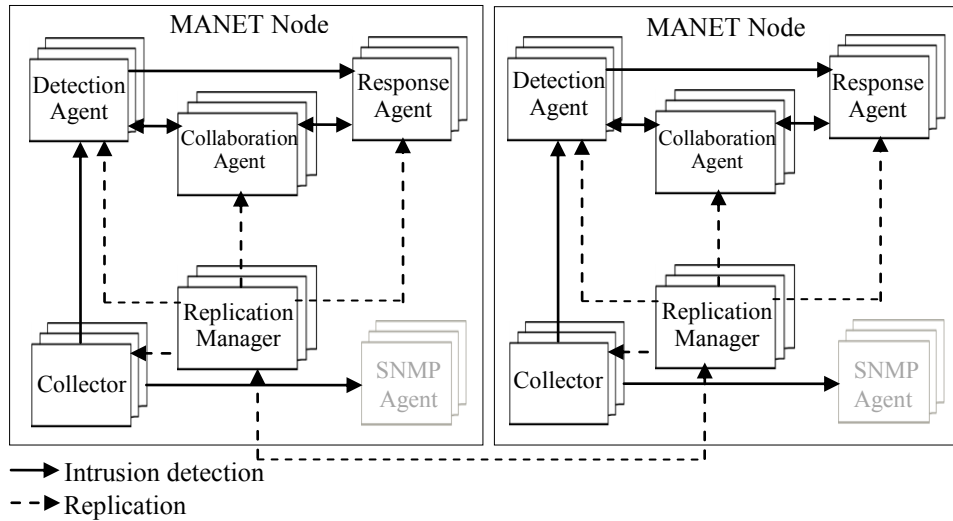 MANET Node
Detection
Agent
Response
Agent
Collaboration
Agent
Replication
Manager
Collector
SNMP
Agent
MANET Node
Detection
Agent
Response
Agent
Collaboration
Agent
Replication
Manager
Collector
SNMP
Agent
Intrusion detection
Replication